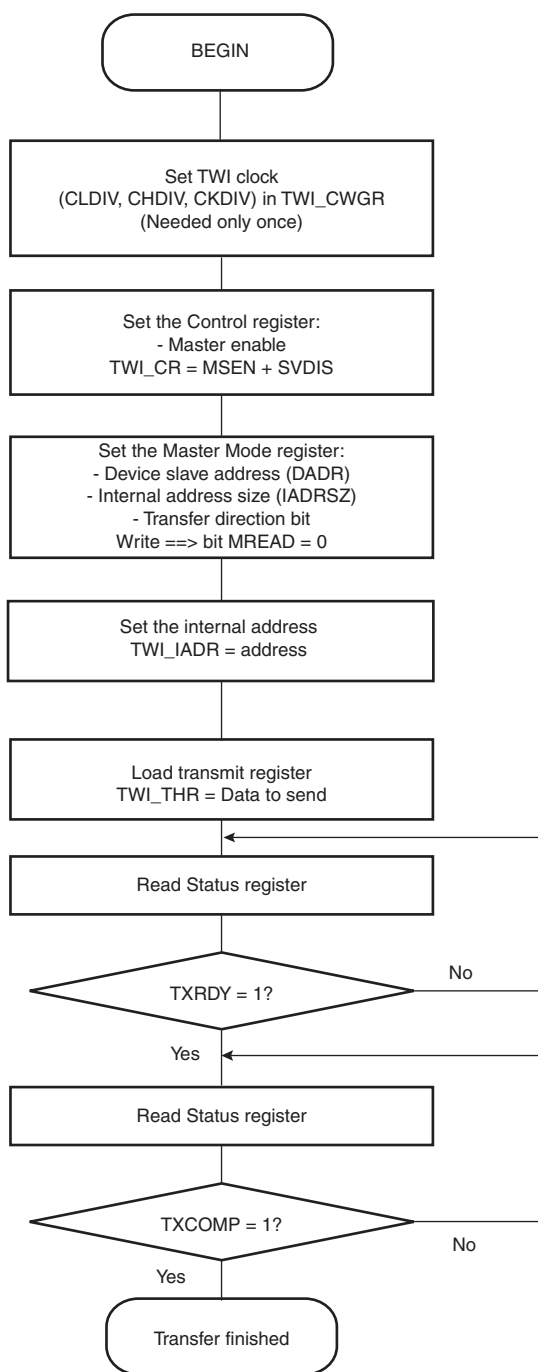 BEGIN
Set TWI clock
(CLDIV, CHDIV, CKDIV) in TWI_CWGR
(Needed only once)
Set the Control register:
- Master enable
TWI_CR = MSEN + SVDIS
Set the Master Mode register:
- Device slave address (DADR)
- Internal address size (IADRSZ)
- Transfer direction bit
Write ==> bit MREAD = 0
Set the internal address
TWI_IADR = address
Load transmit register
TWI_THR = Data to send
Read Status register
No
TXRDY = 1?
Yes
Read Status register
TXCOMP = 1?
No
Yes
Transfer finished